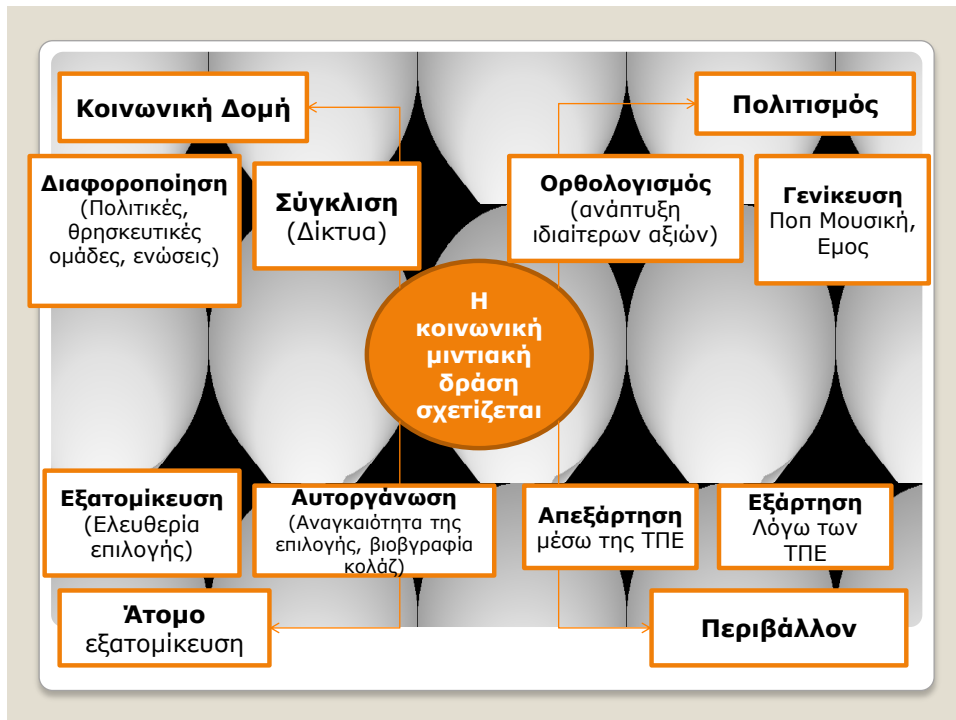 Κοινωνική Δομή
Πολιτισμός
Διαφοροποίηση
(Πολιτικές,
θρησκευτικές
ομάδες, ενώσεις)
Σύγκλιση
(Δίκτυα)
Ορθολογισμός
(ανάπτυξη
ιδιαίτερων αξιών)
Γενίκευση
Ποπ Μουσική,
Εμος
Η
κοινωνική
μιντιακή
δράση
σχετίζεται
Εξατομίκευση
(Ελευθερία
επιλογής)
Αυτοργάνωση
(Αναγκαιότητα της
επιλογής, βιοβγραφία
κολάζ)
Απεξάρτηση
μέσω της ΤΠΕ
Εξάρτηση
Λόγω των
ΤΠΕ
Άτομο
εξατομίκευση
Περιβάλλον